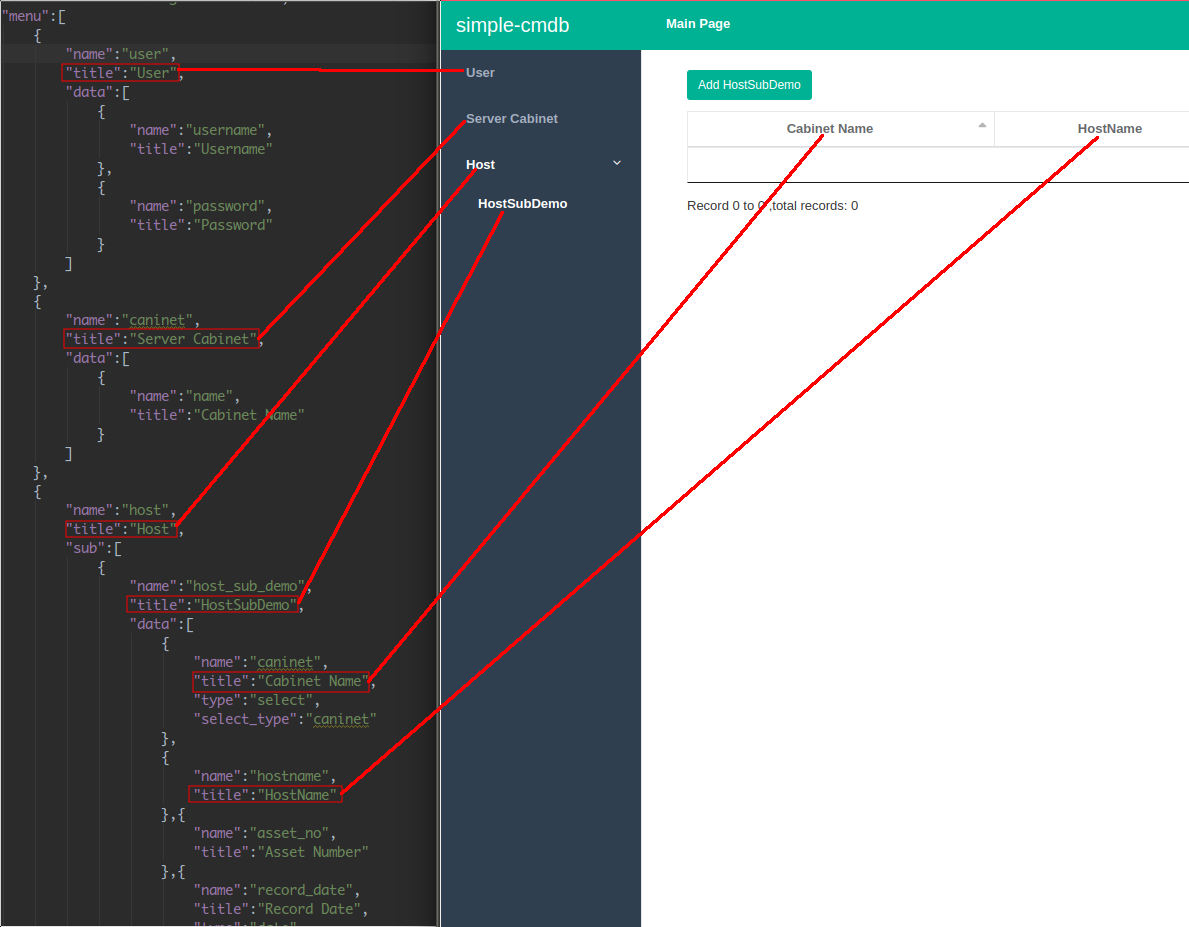 "menu":[
{
"name":"user",
"title":"User",
"data":[
{
"name":"username",
"title":"Username"
},
{
"name":"password",
"title":"Password"
}
]
},
{
"name":"caninet",
"title":"Server Cabinet",
"data":[
{
"name":"name",
"title":"Cabinet Name"
}
]
},
{
"name":"host",
"title":"Host",
"sub":[
{
"name":"host_sub_demo",
"title":"HostSubDemo",
"data":[
{
"name":"caninet",
"title":"Cabinet Name",
"type":"select",
"select_type":"caninet"
},
{
"name":"hostname",
"title":"HostName"
},{
"name":"asset_no",
"title":"Asset Number"
},{
"name":"record_date",
"title":"Record Date",
"type":"date"
simple-cmdb
Main Page
User
Server Cabinet
Host
HostSubDemo
Add HostSubDemo
Cabinet Name HostName
Record 0 to 0 ,total records: 0